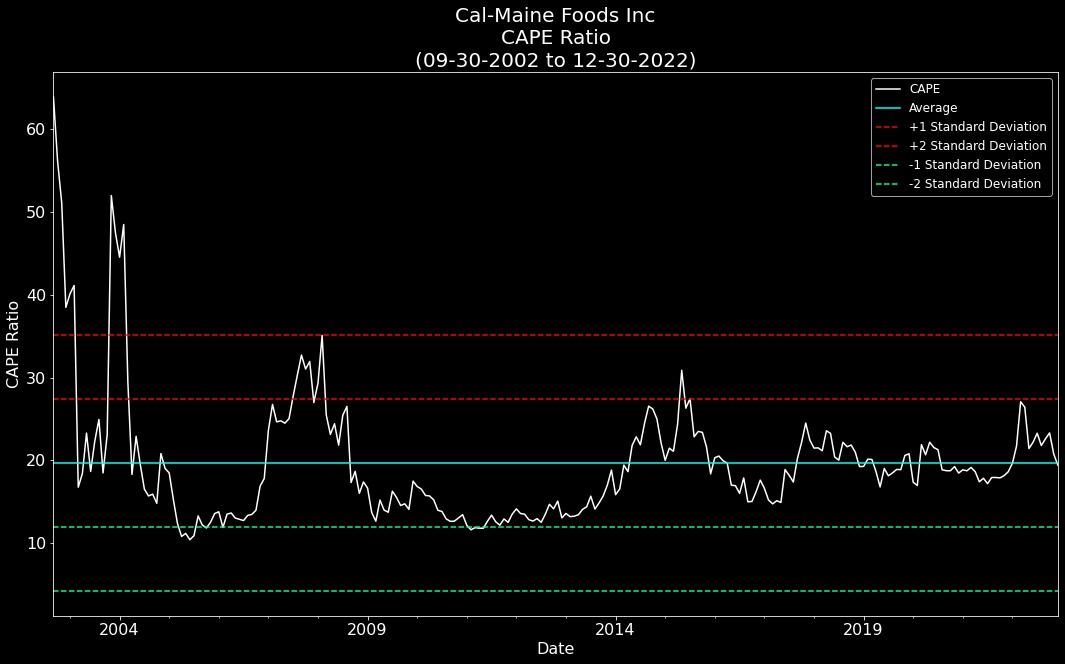 Cal-Maine Foods Inc
CAPE Ratio
(09-30-2002 to 12-30-2022)
CAPE
Average
+1 Standard Deviation
+2 Standard Deviation
-1 Standard Deviation
-2 Standard Deviation
CAPE Ratio
60
50
40
30
20
10
2004
2009
2014
2019
Date